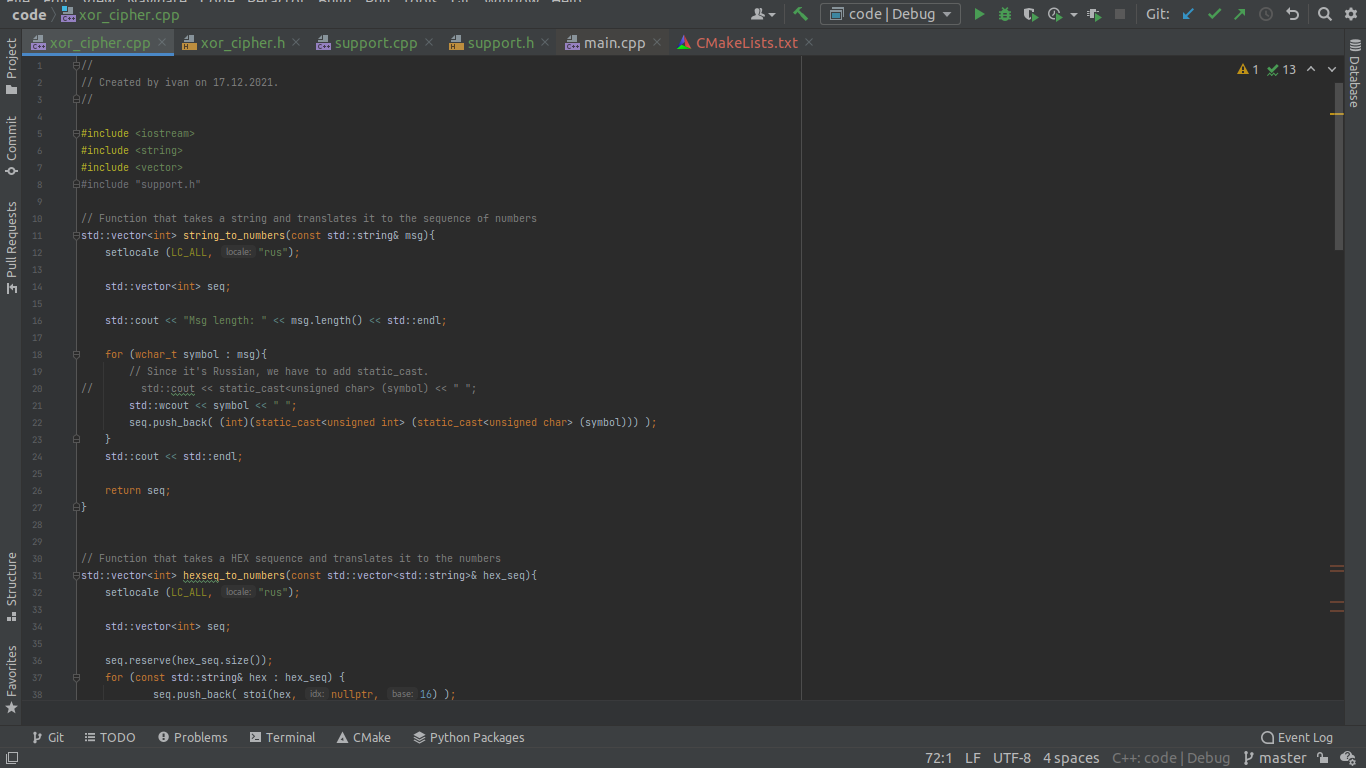 code xor_cipher.cpp code | Debug Git:
xor_cipher.cpp xor_cipher.h support.cpp support.h main.cpp CMakeLists.txt
Project
Commit
Pull Requests
Structure
Favorites
Database
1 13
1 //
2 // Created by ivan on 17.12.2021.
3 //
4
5 #include <iostream>
6 #include <string>
7 #include <vector>
8 #include "support.h"
9
10 // Function that takes a string and translates it to the sequence of numbers
11 std::vector<int> string_to_numbers(const std::string& msg){
12 setlocale (LC_ALL, locale: "rus");
13
14 std::vector<int> seq;
15
16 std::cout << "Msg length: " << msg.length() << std::endl;
17
18 for (wchar_t symbol : msg){
19 // Since it's Russian, we have to add static_cast.
20 // std::cout << static_cast<unsigned char> (symbol) << " ";
21 std::wcout << symbol << " ";
22 seq.push_back( (int)(static_cast<unsigned int> (static_cast<unsigned char> (symbol))) );
23 }
24 std::cout << std::endl;
25
26 return seq;
27 }
28
29
30 // Function that takes a HEX sequence and translates it to the numbers
31 std::vector<int> hexseq_to_numbers(const std::vector<std::string>& hex_seq){
32 setlocale (LC_ALL, locale: "rus");
33
34 std::vector<int> seq;
35
36 seq.reserve(hex_seq.size());
37 for (const std::string& hex : hex_seq) {
38 seq.push_back( stoi(hex, idx: nullptr, base: 16) );
Git TODO Problems Terminal CMake Python Packages Event Log
72:1 LF UTF-8 4 spaces C++: code | Debug master